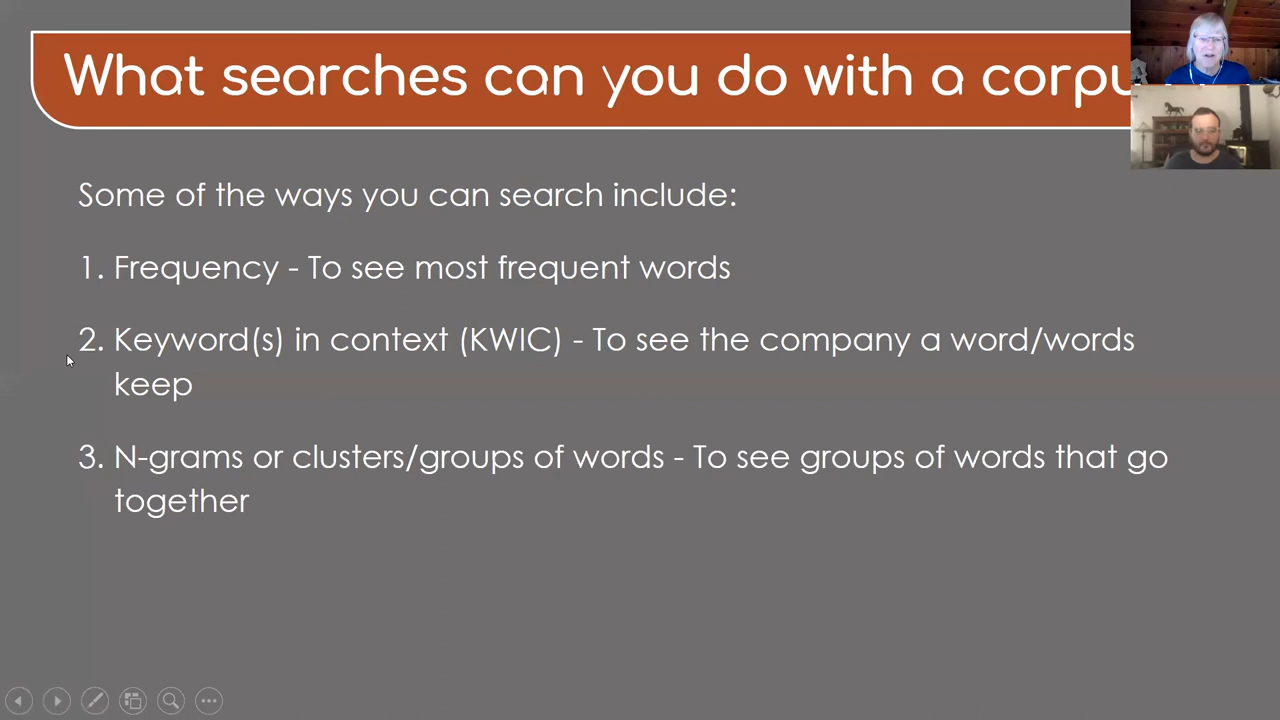 What searches can you do with a corpu
Some of the ways you can search include:
1. Frequency - To see most frequent words
2. Keyword(s) in context (KWIC) - To see the company a word/words
keep
3. N-grams or clusters/groups of words - To see groups of words that go
together